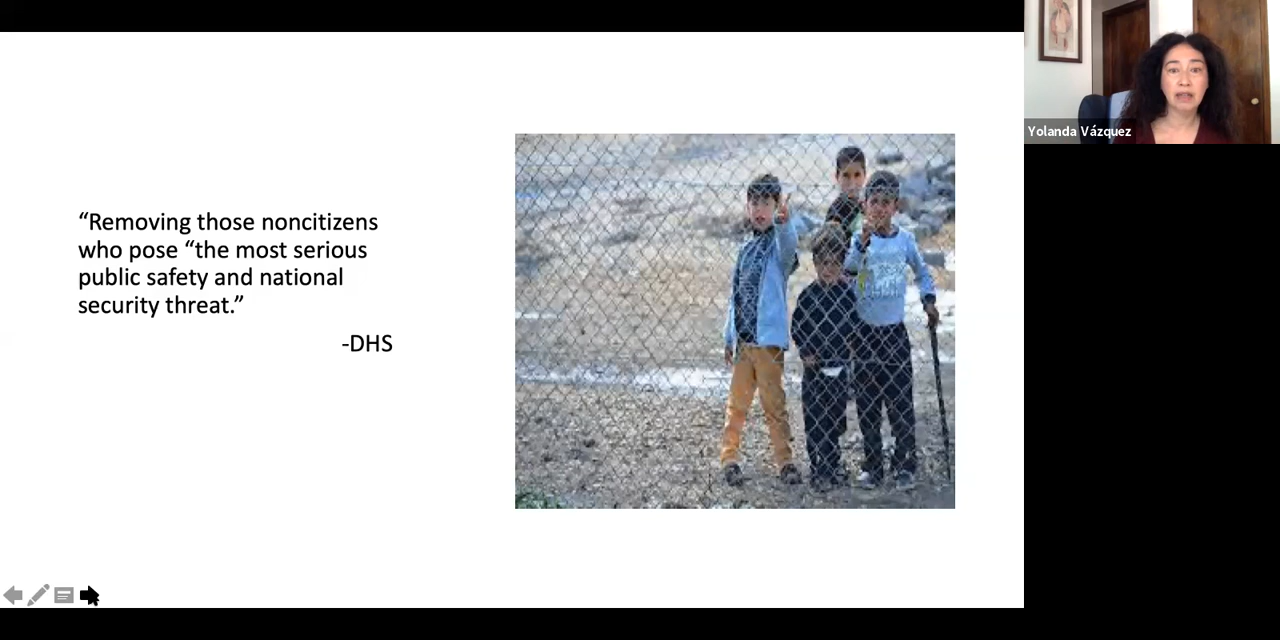 “Removing those noncitizens
who pose “the most serious
public safety and national
security threat.”
-DHS
Yolanda Vázquez